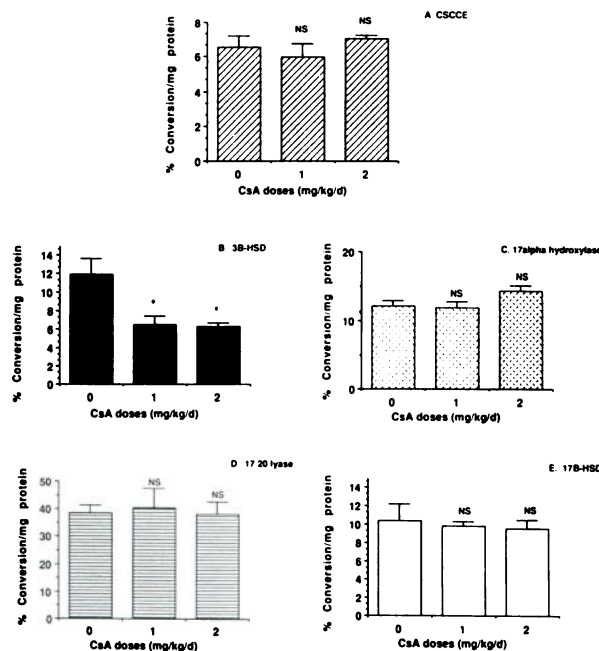 A CSCCE
% Conversion/mg protein
8
6
4
2
0
NS
NS
0 1 2
CsA doses (mg/kg/d)
B 3B-HSD
% Conversion/mg protein
14
12
10
8
6
4
2
0
*
*
0 1 2
CsA doses (mg/kg/d)
C. 17alpha hydroxylase
% Conversion/mg protein
20
10
0
NS
NS
0 1 2
CsA doses (mg/kg/d)
D 17 20 lyase
% Conversion/mg protein
50
40
30
20
10
0
NS
NS
0 1 2
CsA doses (mg/kg/d)
E. 17B-HSD
% Conversion/mg protein
14
12
10
8
6
4
2
0
NS
NS
0 1 2
CsA doses (mg/kg/d)